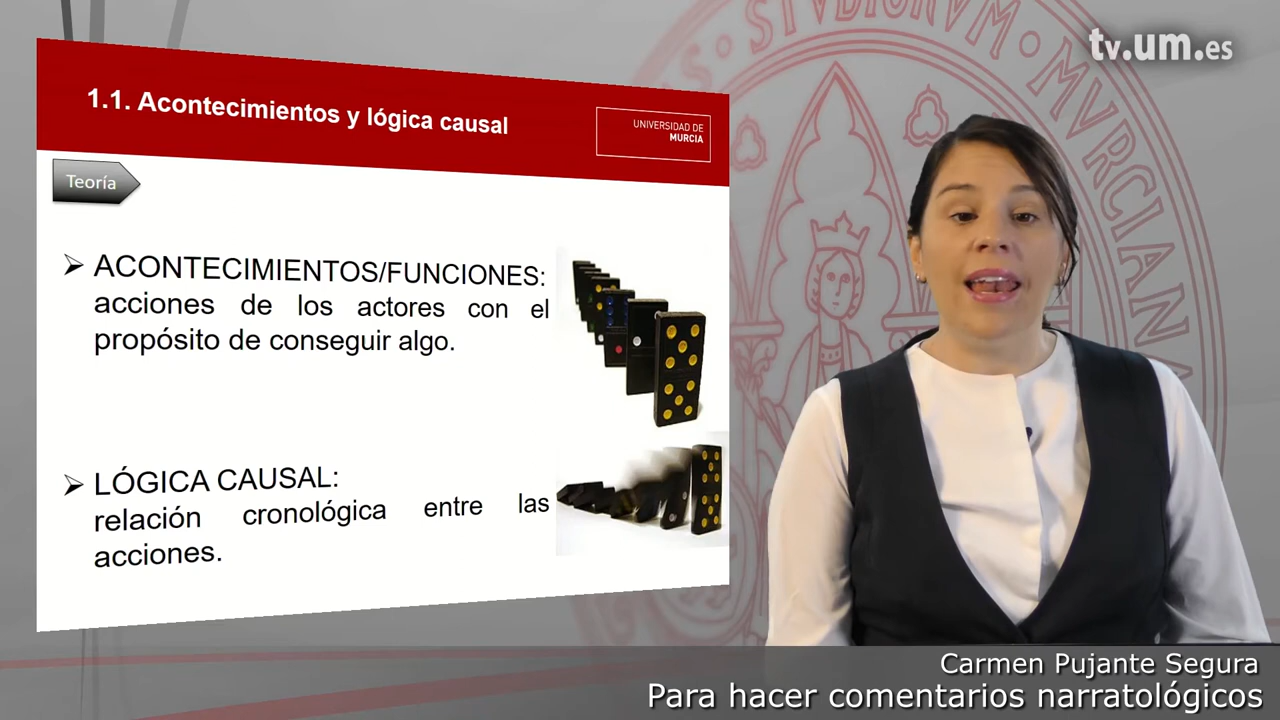 tv.um.es
1.1. Acontecimientos y lógica causal
UNIVERSIDAD DE
MURCIA
Teoría
ACONTECIMIENTOS/FUNCIONES:
acciones de los actores con el
propósito de conseguir algo.
LÓGICA CAUSAL:
relación cronológica entre las
acciones.
Carmen Pujante Segura
Para hacer comentarios narratológicos